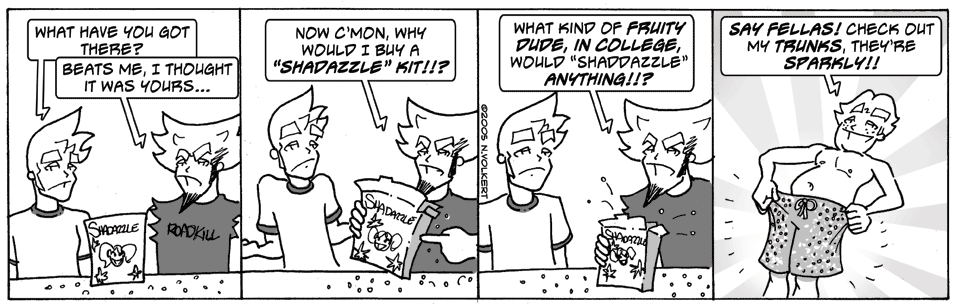 WHAT HAVE YOU GOT
THERE?
BEATS ME, I THOUGHT
IT WAS YOURS...
SHADAZZLE
ROADKILL
NOW C'MON, WHY
WOULD I BUY A
"SHADAZZLE" KIT!!?
SHADAZZLE
©2005 N.VOLKERT
WHAT KIND OF FRUITY
DUDE, IN COLLEGE,
WOULD "SHADDAZZLE"
ANYTHING!!?
SHADAZZLE
SAY FELLAS! CHECK OUT
MY TRUNKS, THEY'RE
SPARKLY!!